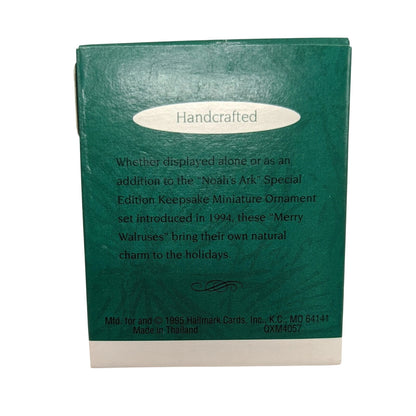 Handcrafted
Whether displayed alone or as an
addition to the "Noah's Ark" Special
Edition Keepsake Miniature Ornament
set introduced in 1994, these "Merry
Walruses" bring their own natural
charm to the holidays.
Mfd. for and © 1995 Hallmark Cards, Inc., K.C., MO 64141
Made in Thailand QXM4057